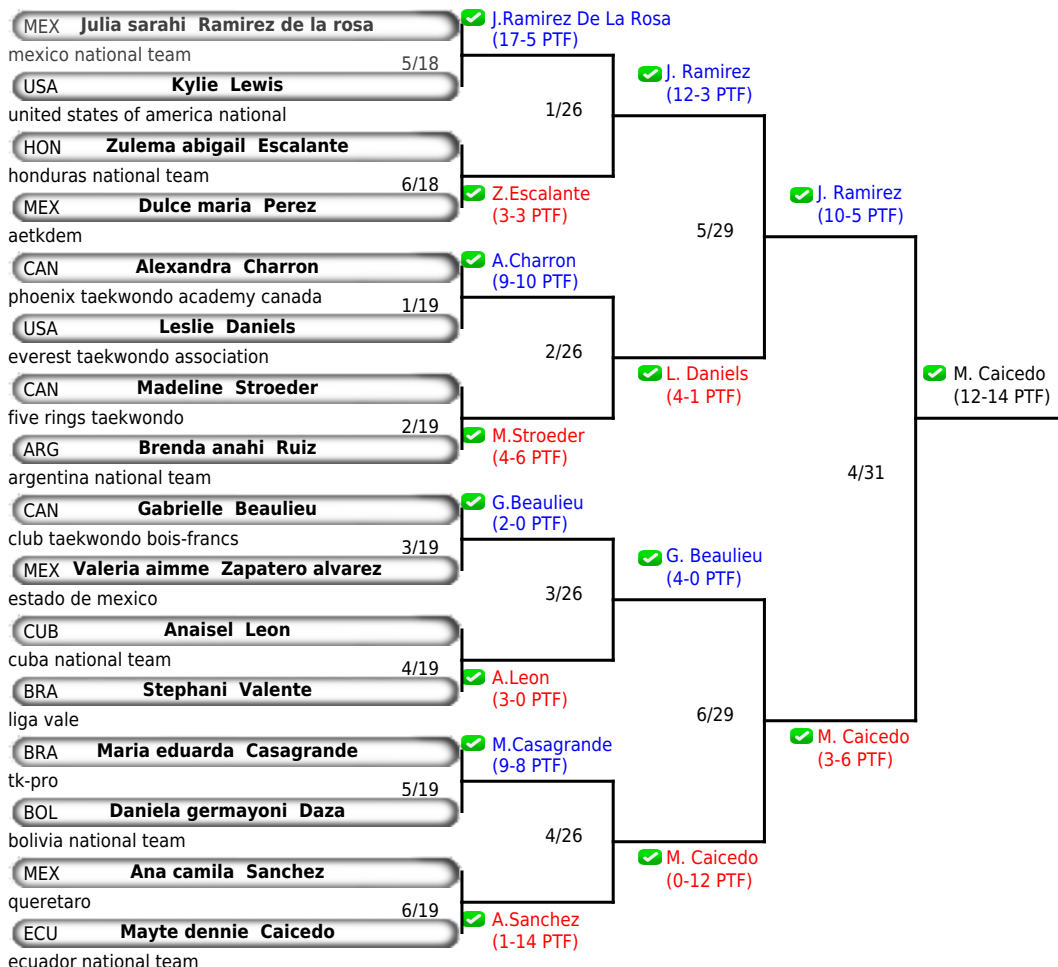 MEX Julia sarahi Ramirez de la rosa
mexico national team
5/18
USA Kylie Lewis
united states of america national
HON Zulema abigail Escalante
honduras national team
6/18
MEX Dulce maria Perez
aetkdem
CAN Alexandra Charron
phoenix taekwondo academy canada
1/19
USA Leslie Daniels
everest taekwondo association
CAN Madeline Stroeder
five rings taekwondo
2/19
ARG Brenda anahi Ruiz
argentina national team
CAN Gabrielle Beaulieu
club taekwondo bois-francs
3/19
MEX Valeria aimme Zapatero alvarez
estado de mexico
CUB Anaisel Leon
cuba national team
4/19
BRA Stephani Valente
liga vale
BRA Maria eduarda Casagrande
tk-pro
5/19
BOL Daniela germayoni Daza
bolivia national team
MEX Ana camila Sanchez
queretaro
6/19
ECU Mayte dennie Caicedo
ecuador national team
J.Ramirez De La Rosa
(17-5 PTF)
1/26
Z.Escalante
(3-3 PTF)
A.Charron
(9-10 PTF)
2/26
M.Stroeder
(4-6 PTF)
G.Beaulieu
(2-0 PTF)
3/26
A.Leon
(3-0 PTF)
M.Casagrande
(9-8 PTF)
4/26
A.Sanchez
(1-14 PTF)
J. Ramirez
(12-3 PTF)
5/29
L. Daniels
(4-1 PTF)
G. Beaulieu
(4-0 PTF)
6/29
M. Caicedo
(0-12 PTF)
J. Ramirez
(10-5 PTF)
4/31
M. Caicedo
(3-6 PTF)
M. Caicedo
(12-14 PTF)